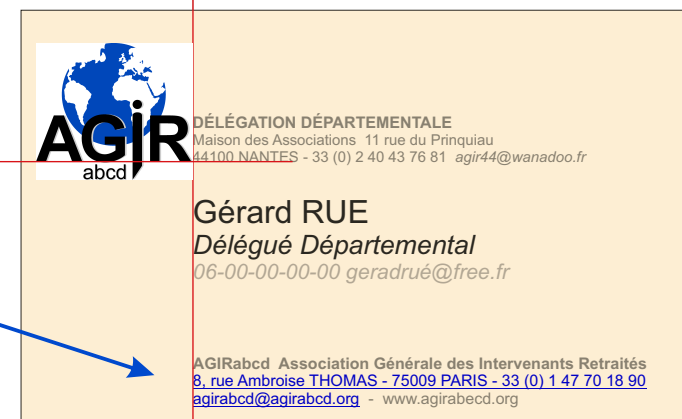 AGIR
abcd
DÉLÉGATION DÉPARTEMENTALE
Maison des Associations 11 rue du Prinquiau
44100 NANTES - 33 (0) 2 40 43 76 81 agir44@wanadoo.fr
Gérard RUE
Délégué Départemental
06-00-00-00-00 geradrué@free.fr
AGIRabcd Association Générale des Intervenants Retraités
8, rue Ambroise THOMAS - 75009 PARIS - 33 (0) 1 47 70 18 90
agirabcd@agirabcd.org - www.agirabecd.org